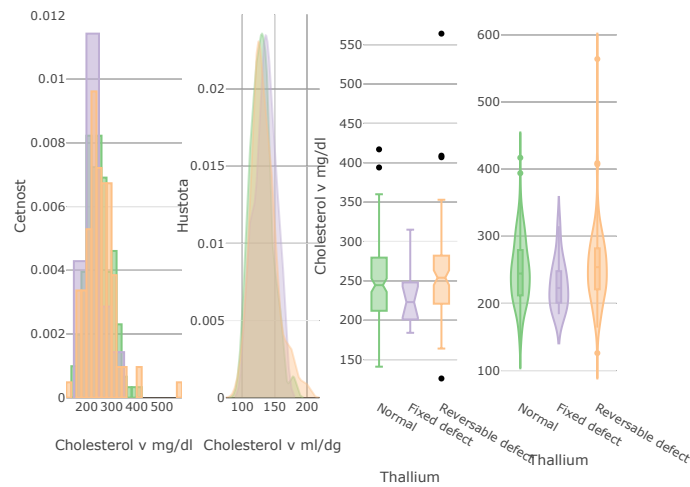 0.012
0.01
0.008
0.006
0.004
0.002
0
200 300 400 500
Cetnost
Cholesterol v mg/dl
0.02
0.015
0.01
0.005
0
100 150 200
Hustota
Cholesterol v ml/dg
550
500
450
400
350
300
250
200
150
Cholesterol v mg/dl
Normal
Fixed defect
Reversable defect
Thallium
600
500
400
300
200
100
Normal
Fixed defect
Reversable defect
Thallium